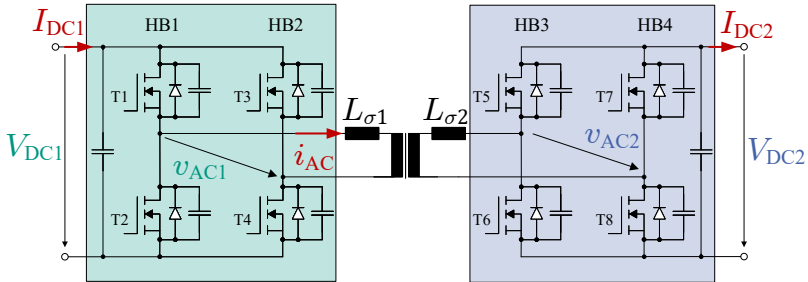 I_DC1 HB1 HB2 HB3 HB4 I_DC2
T1 T3 T5 T7
L_σ1 L_σ2
V_DC1 v_AC1 i_AC v_AC2 V_DC2
T2 T4 T6 T8